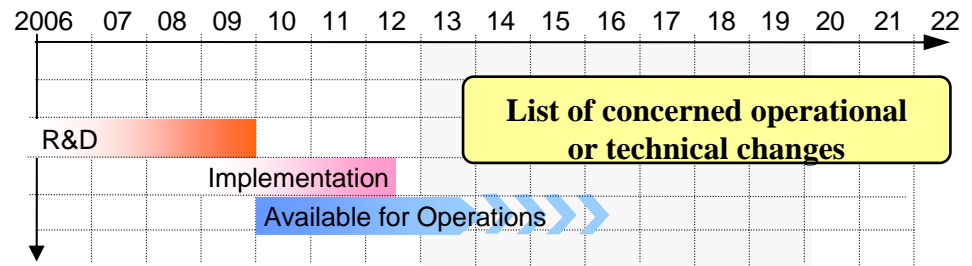 2006 07 08 09 10 11 12 13 14 15 16 17 18 19 20 21 22
List of concerned operational
or technical changes
R&D
Implementation
Available for Operations